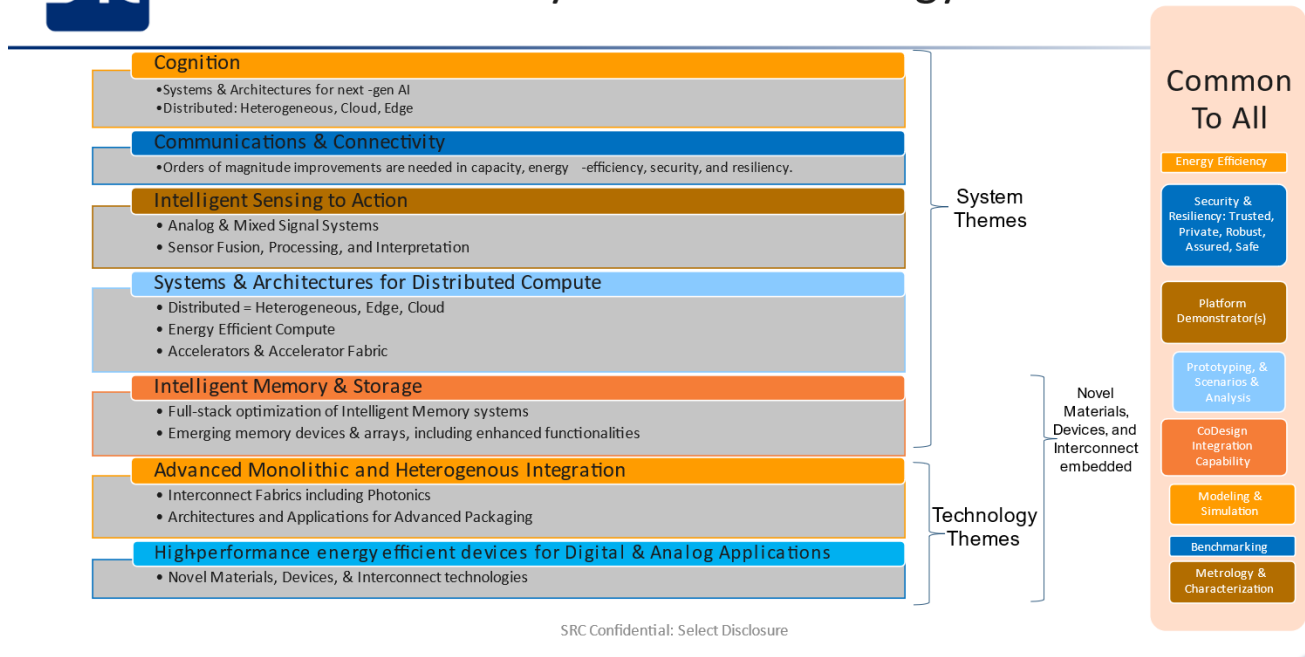 Cognition
•Systems & Architectures for next -gen AI
•Distributed: Heterogeneous, Cloud, Edge
Communications & Connectivity
•Orders of magnitude improvements are needed in capacity, energy -efficiency, security, and resiliency.
Intelligent Sensing to Action
• Analog & Mixed Signal Systems
• Sensor Fusion, Processing, and Interpretation
Systems & Architectures for Distributed Compute
• Distributed = Heterogeneous, Edge, Cloud
• Energy Efficient Compute
• Accelerators & Accelerator Fabric
Intelligent Memory & Storage
• Full-stack optimization of Intelligent Memory systems
• Emerging memory devices & arrays, including enhanced functionalities
Advanced Monolithic and Heterogenous Integration
• Interconnect Fabrics including Photonics
• Architectures and Applications for Advanced Packaging
High-performance energy efficient devices for Digital & Analog Applications
• Novel Materials, Devices, & Interconnect technologies
System
Themes
Technology
Themes
Novel
Materials,
Devices, and
Interconnect
embedded
Common
To All
Energy Efficiency
Security &
Resiliency: Trusted,
Private, Robust,
Assured, Safe
Platform
Demonstrator(s)
Prototyping, &
Scenarios &
Analysis
CoDesign
Integration
Capability
Modeling &
Simulation
Benchmarking
Metrology &
Characterization
SRC Confidential: Select Disclosure